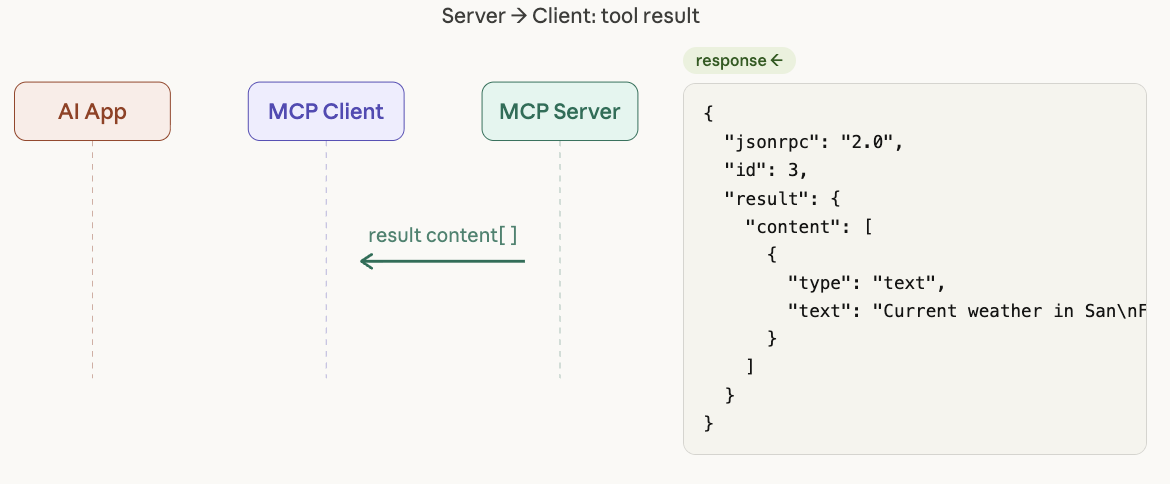 Server → Client: tool result
response ←
AI App
MCP Client
MCP Server
result content[ ]
{
  "jsonrpc": "2.0",
  "id": 3,
  "result": {
    "content": [
      {
        "type": "text",
        "text": "Current weather in San\nF
      }
    ]
  }
}